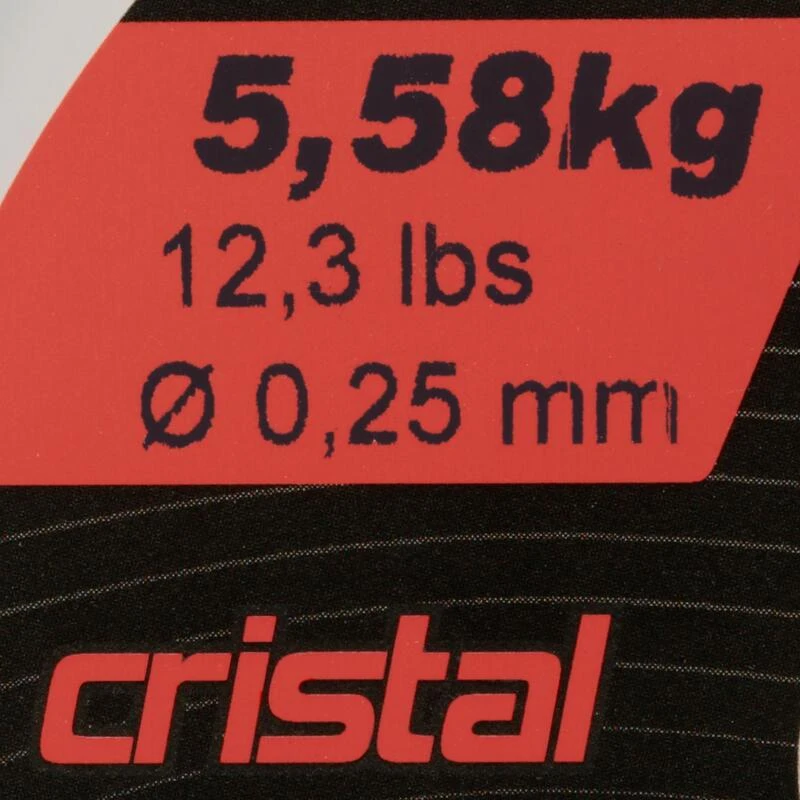 5,58kg
12,3 lbs
Ø 0,25 mm
cristal